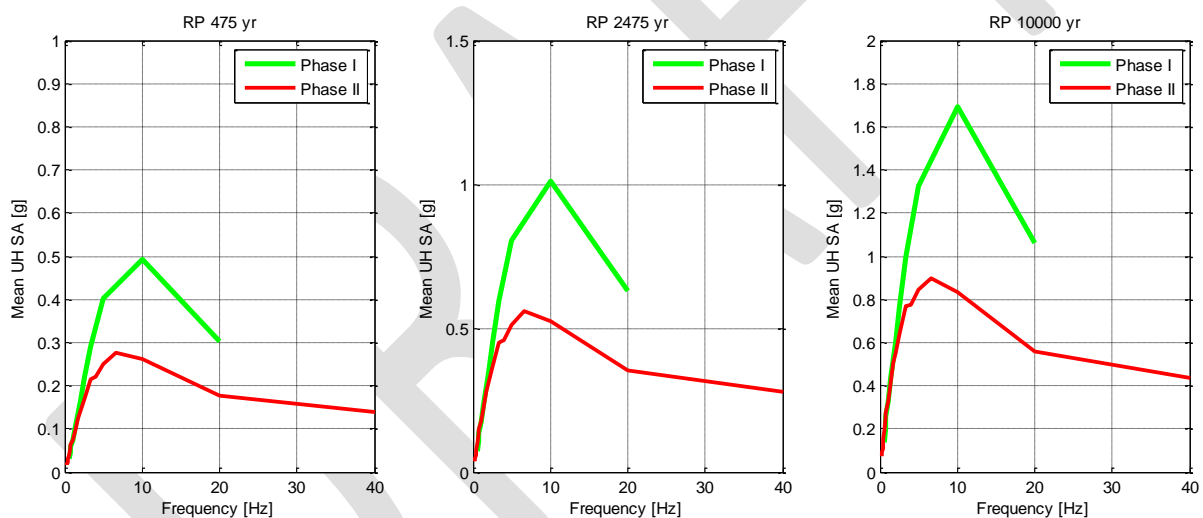 RP 475 yr
Mean UH SA [g]
1
0.9
0.8
0.7
0.6
0.5
0.4
0.3
0.2
0.1
0
Phase I
Phase II
0 10 20 30 40
Frequency [Hz]
RP 2475 yr
Mean UH SA [g]
1.5
1
0.5
0
Phase I
Phase II
0 10 20 30 40
Frequency [Hz]
RP 10000 yr
Mean UH SA [g]
2
1.8
1.6
1.4
1.2
1
0.8
0.6
0.4
0.2
0
Phase I
Phase II
0 10 20 30 40
Frequency [Hz]